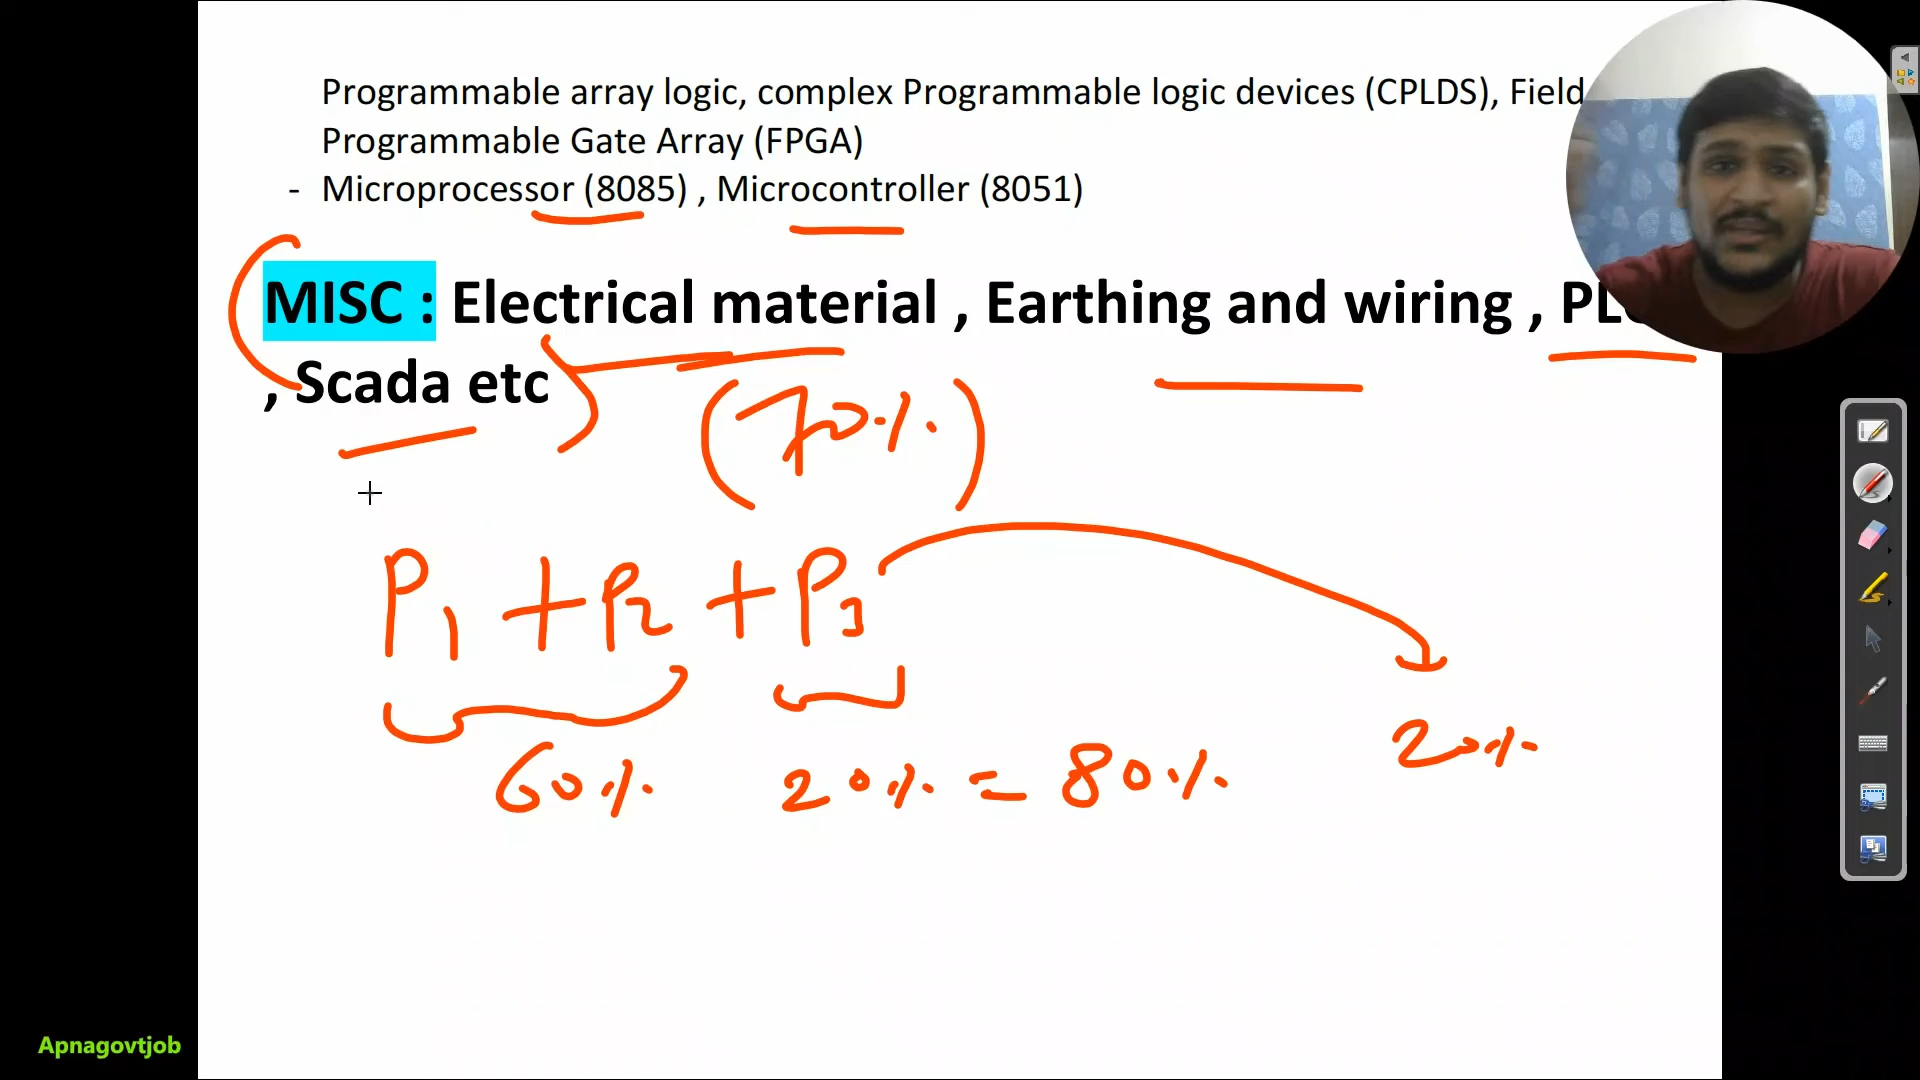 Programmable array logic, complex Programmable logic devices (CPLDS), Field
Programmable Gate Array (FPGA)
- Microprocessor (8085) , Microcontroller (8051)
MISC : Electrical material , Earthing and wiring ,
, Scada etc
(70%)
P1 + P2 + P3
60% 20% = 80% 20%
Apnagovtjob